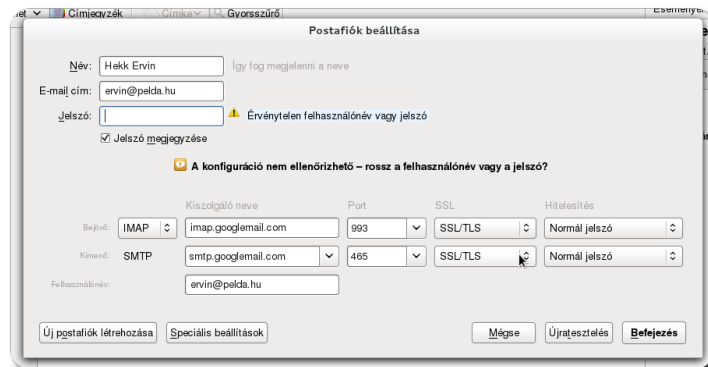 Címjegyzék Címke Gyorsszűrő
Postafiók beállítása
Név: Hekk Ervin Így fog megjelenni a neve
E-mail cím: ervin@pelda.hu
Jelszó: Érvénytelen felhasználónév vagy jelszó
Jelszó megjegyzése
A konfiguráció nem ellenőrizhető – rossz a felhasználónév vagy a jelszó?
Kiszolgáló neve Port SSL Hitelesítés
Bejövő: IMAP imap.googlemail.com 993 SSL/TLS Normál jelszó
Kimenő: SMTP smtp.googlemail.com 465 SSL/TLS Normál jelszó
Felhasználónév: ervin@pelda.hu
Új postafiók létrehozása Speciális beállítások Mégse Újratesztelés Befejezés